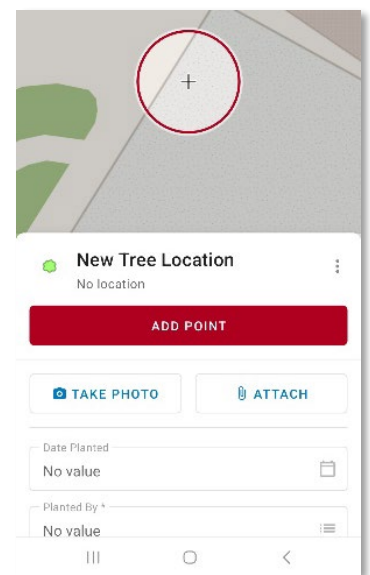 New Tree Location
No location
ADD POINT
TAKE PHOTO
ATTACH
Date Planted
No value
Planted By *
No value